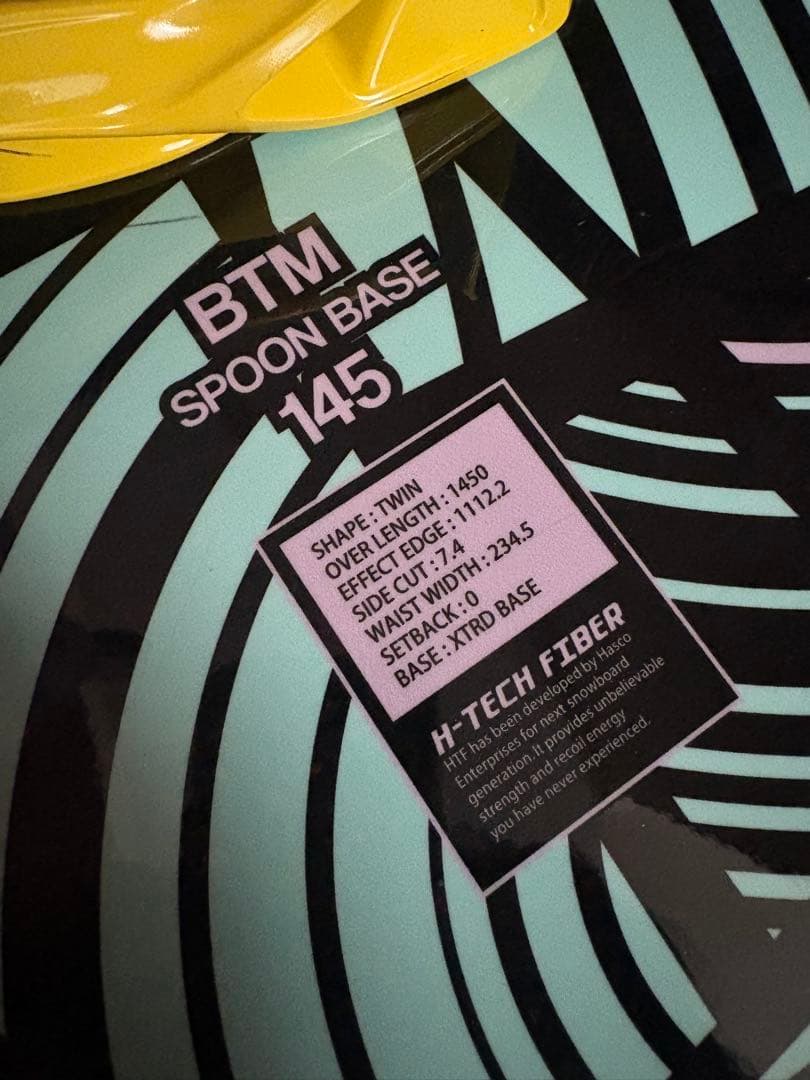 BTM
SPOON BASE
145
SHAPE : TWIN
OVER LENGTH : 1450
EFFECT EDGE : 1112.2
SIDE CUT : 7.4
WAIST WIDTH : 234.5
SETBACK : 0
BASE : XTRD BASE
H-TECH FIBER
HTF has been developed by Hasco
Enterprises for next snowboard
generation. It provides unbelievable
strength and recoil energy
you have never experienced.